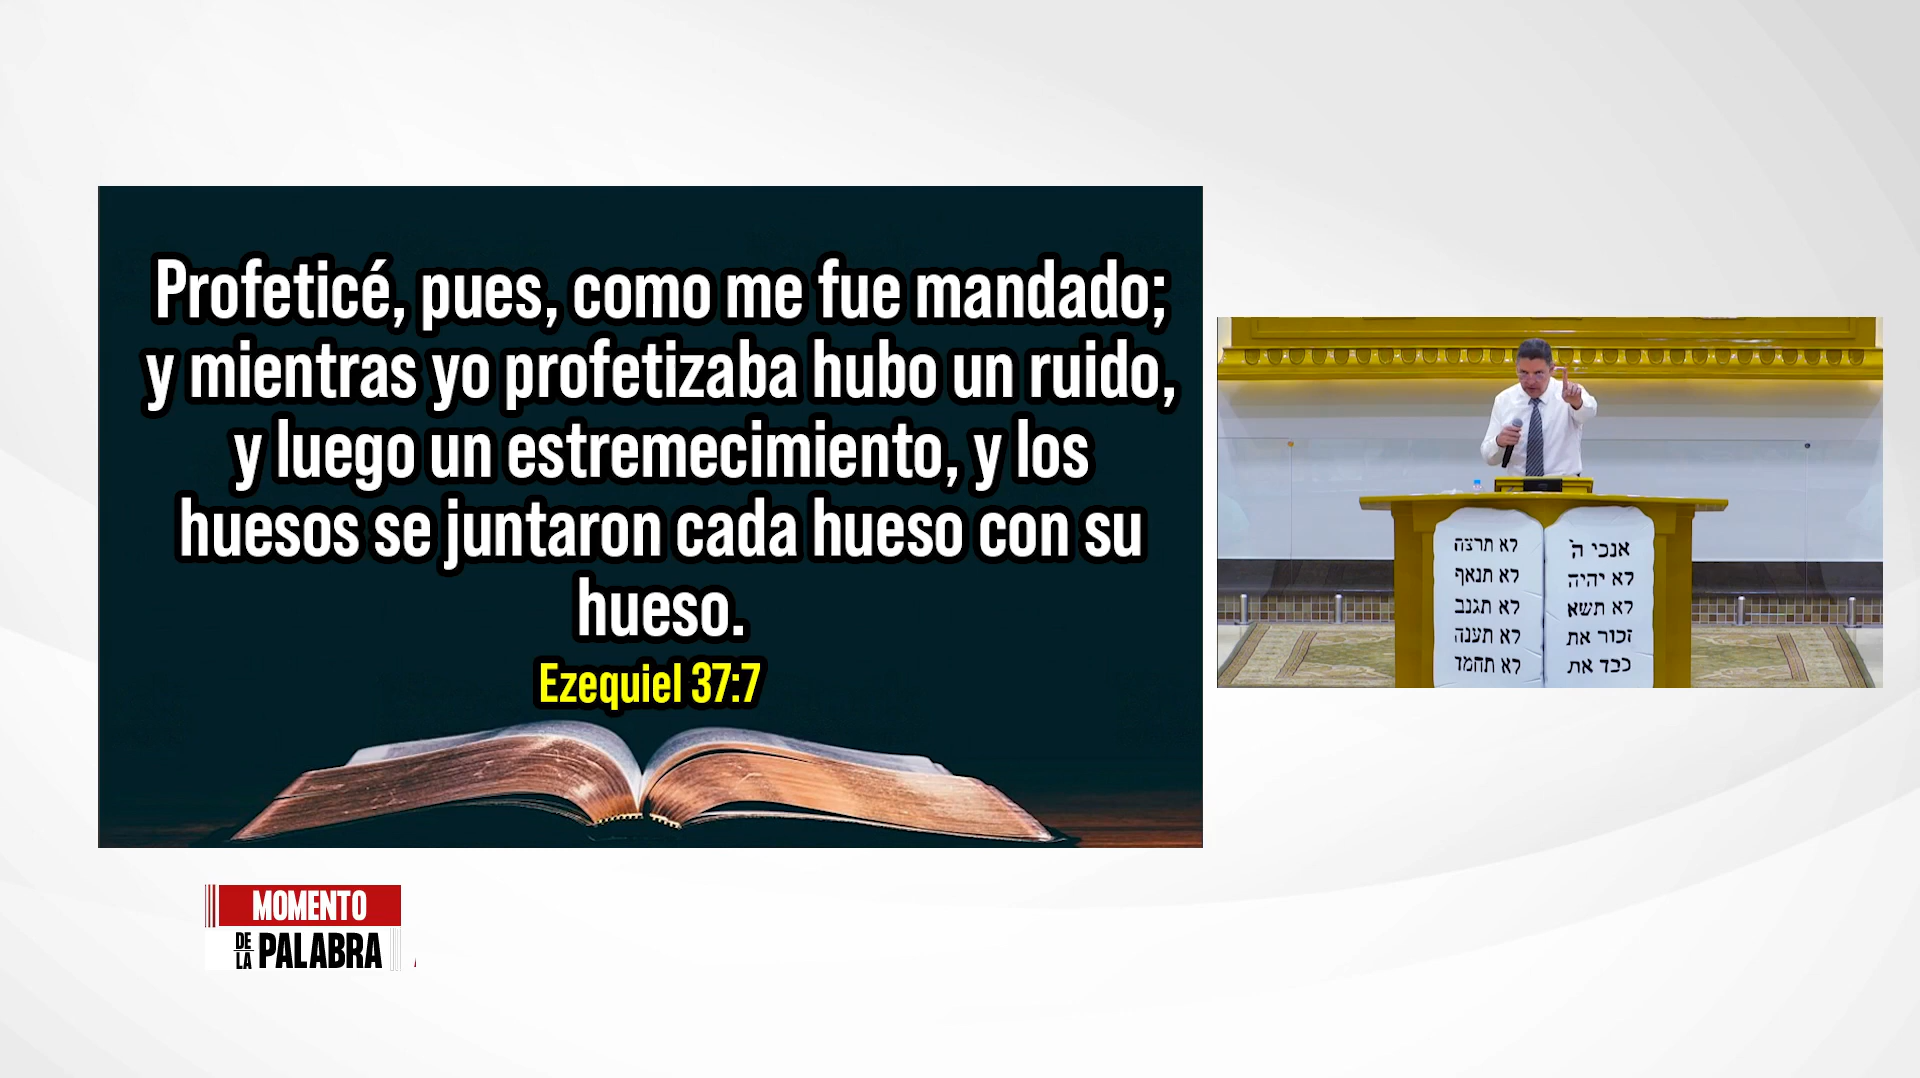 Profeticé, pues, como me fue mandado;
y mientras yo profetizaba hubo un ruido,
y luego un estremecimiento, y los
huesos se juntaron cada hueso con su
hueso.
Ezequiel 37:7
אנכי ה'
לא יהיה
לא תשא
זכור את
כבד את
לא תרצח
לא תנאף
לא תגנב
לא תענה
לא תחמד
MOMENTO
DE LA PALABRA